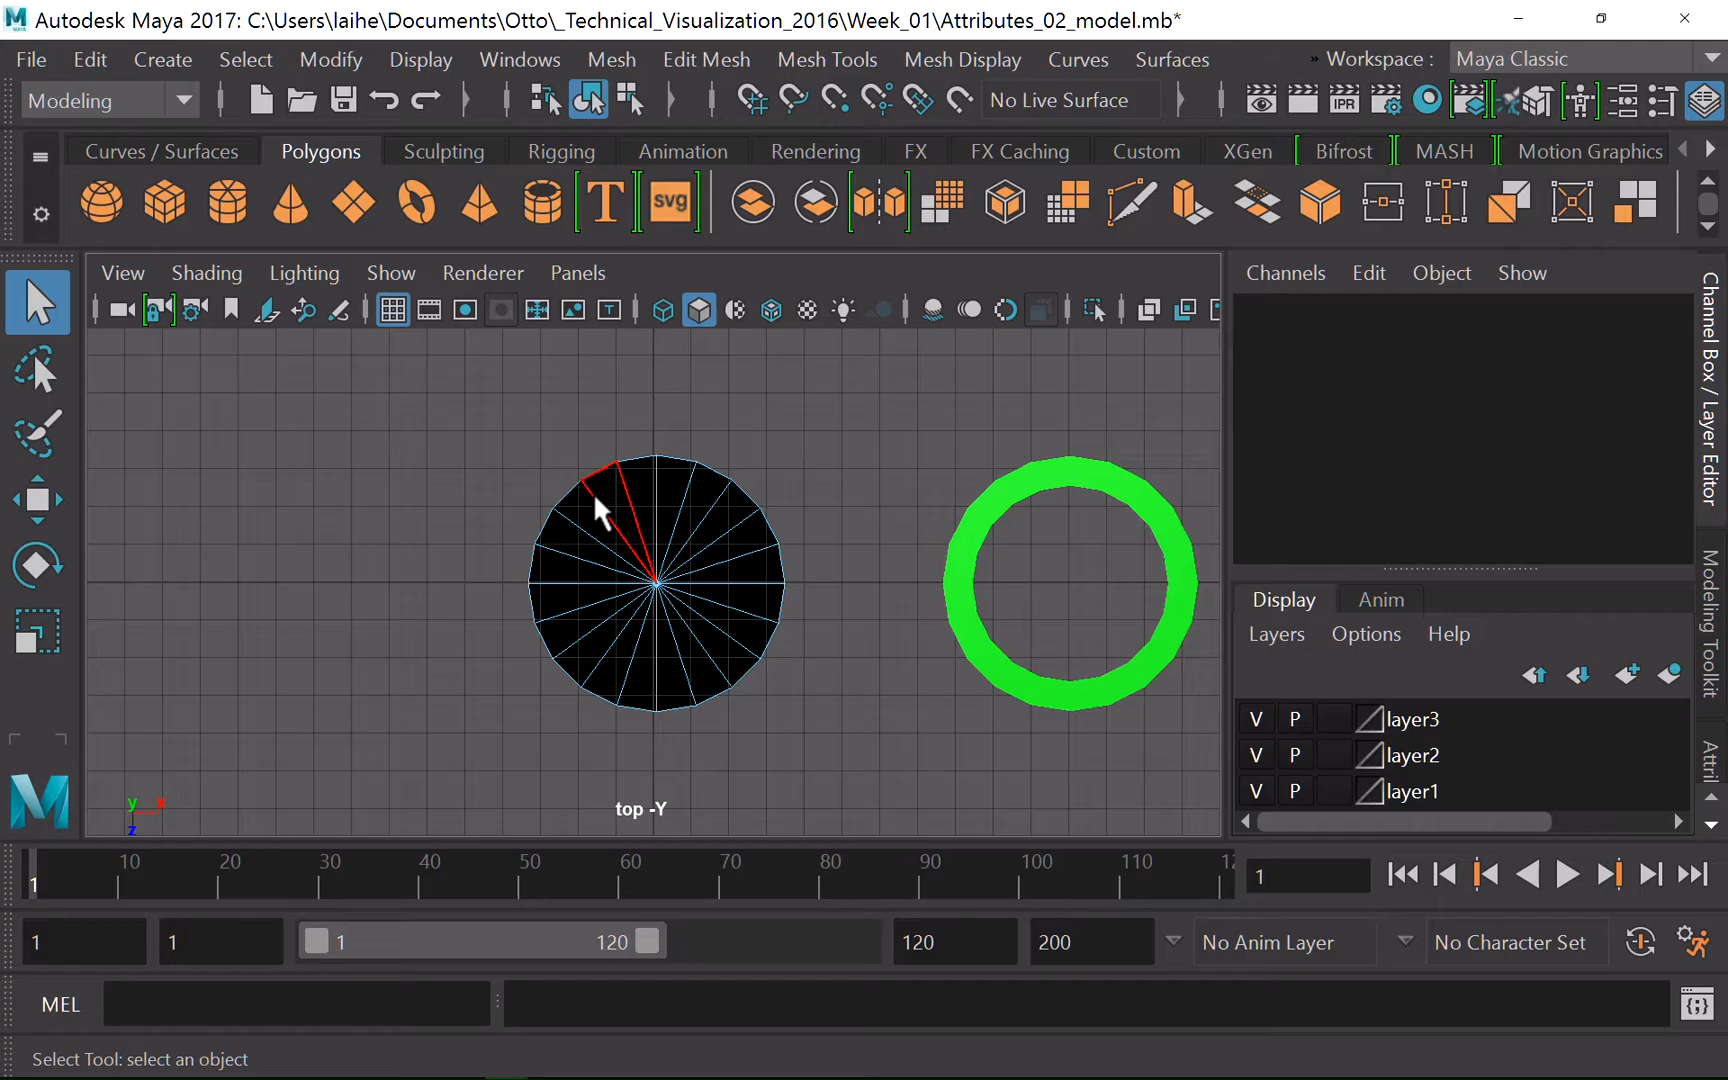 Autodesk Maya 2017: C:\Users\laihe\Documents\Otto\_Technical_Visualization_2016\Week_01\Attributes_02_model.mb*
File Edit Create Select Modify Display Windows Mesh Edit Mesh Mesh Tools Mesh Display Curves Surfaces » Workspace : Maya Classic
Modeling No Live Surface IPR
Curves / Surfaces Polygons Sculpting Rigging Animation Rendering FX FX Caching Custom XGen Bifrost MASH Motion Graphics
T svg
View Shading Lighting Show Renderer Panels
Channels Edit Object Show
Channel Box / Layer Editor
Modeling Toolkit
Attri
top -Y
y x
z
Display Anim
Layers Options Help
V P layer3
V P layer2
V P layer1
10 20 30 40 50 60 70 80 90 100 110 12
1 1
1 1 1 120 120 200 No Anim Layer No Character Set
MEL
Select Tool: select an object